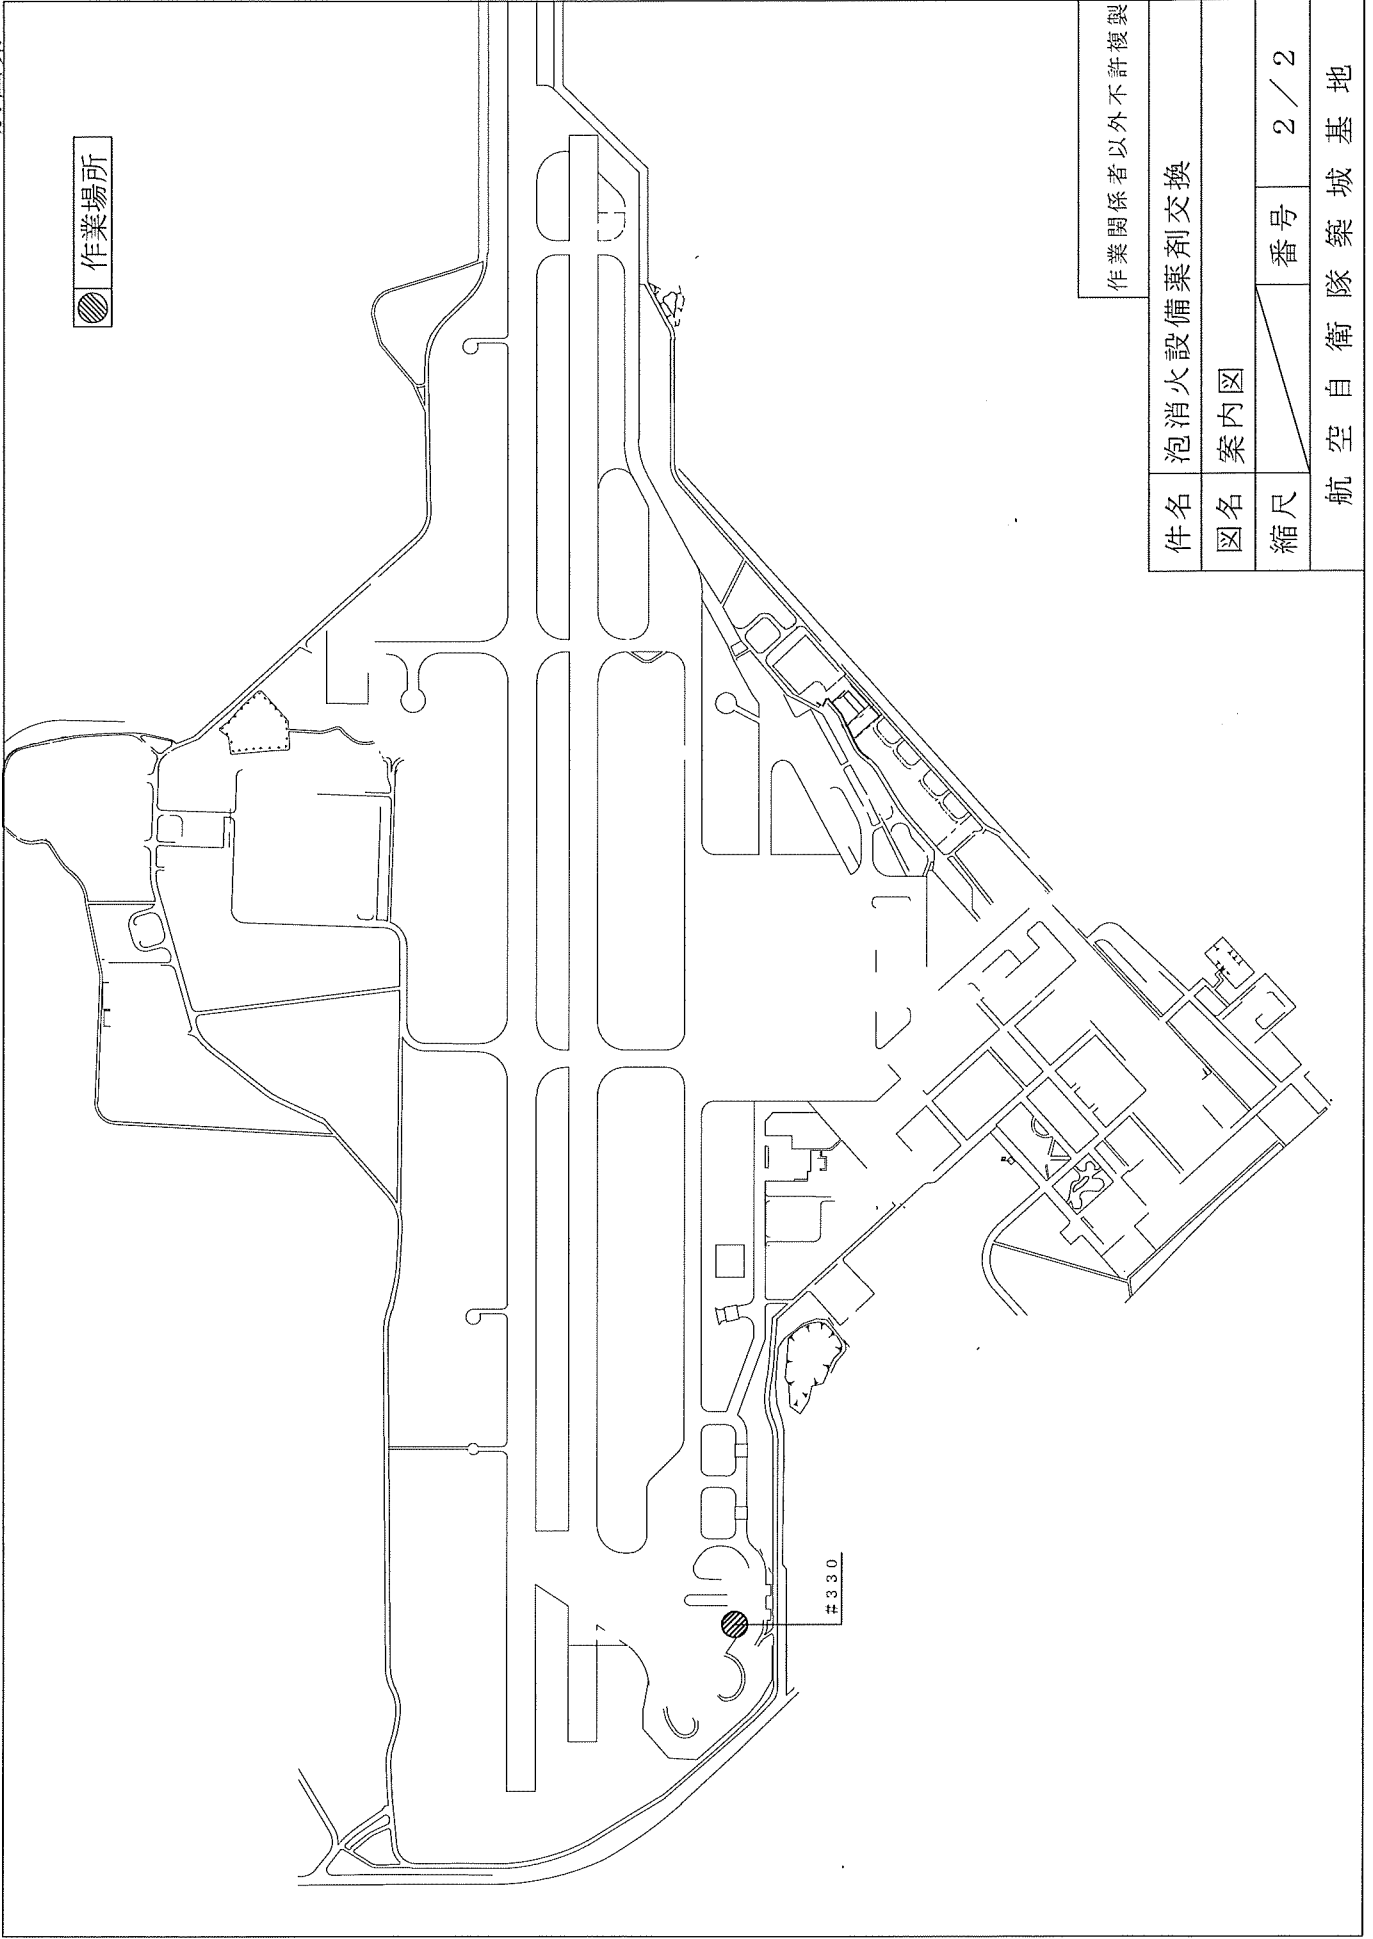 作業場所
#330
作業関係者以外不許複製
件名 泡消火設備薬剤交換
図名 案内図
縮尺 番号 2/2
航空自衛隊築城基地